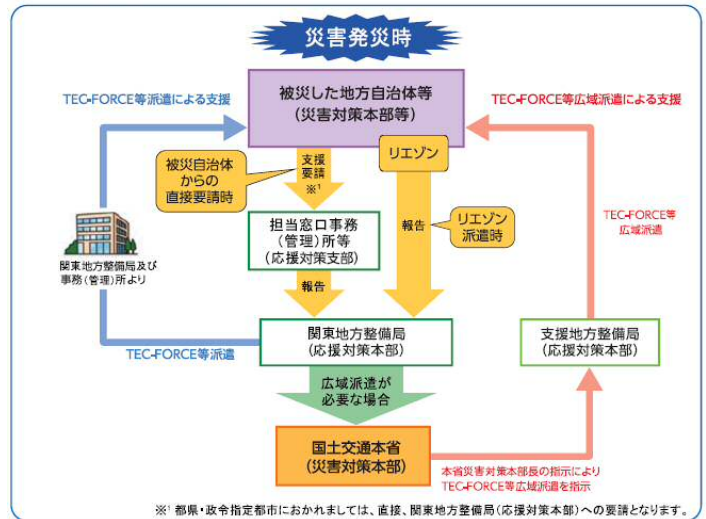 災害発災時
TEC-FORCE等派遣による支援
被災した地方自治体等
(災害対策本部等)
TEC-FORCE等広域派遣による支援
被災自治体
からの
直接要請時
支援
要請
※1
リエゾン
担当窓口事務
(管理)所等
(応援対策支部)
報告
リエゾン
派遣時
TEC-FORCE等
広域派遣
関東地方整備局及び
事務(管理)所より
報告
TEC-FORCE等派遣
関東地方整備局
(応援対策本部)
支援地方整備局
(応援対策本部)
広域派遣が
必要な場合
国土交通本省
(災害対策本部)
本省災害対策本部長の指示により
TEC-FORCE等広域派遣を指示
※1 都県・政令指定都市におかれましては、直接、関東地方整備局(応援対策本部)への要請となります。